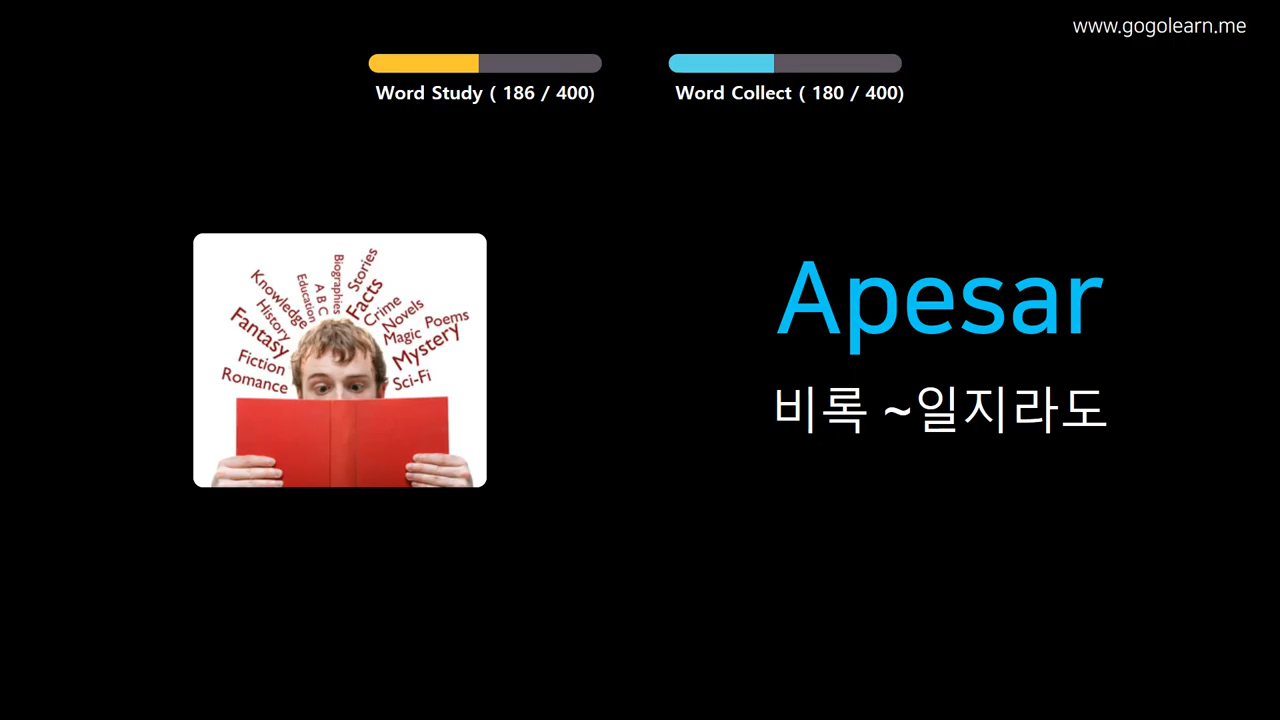 www.gogolearn.me
Word Study ( 186 / 400)
Word Collect ( 180 / 400)
Knowledge
History
Fantasy
Fiction
Romance
Education
A B C
Biographies
Stories
Facts
Crime
Novels
Magic
Poems
Mystery
Sci-Fi
Apesar
비록 ~일지라도